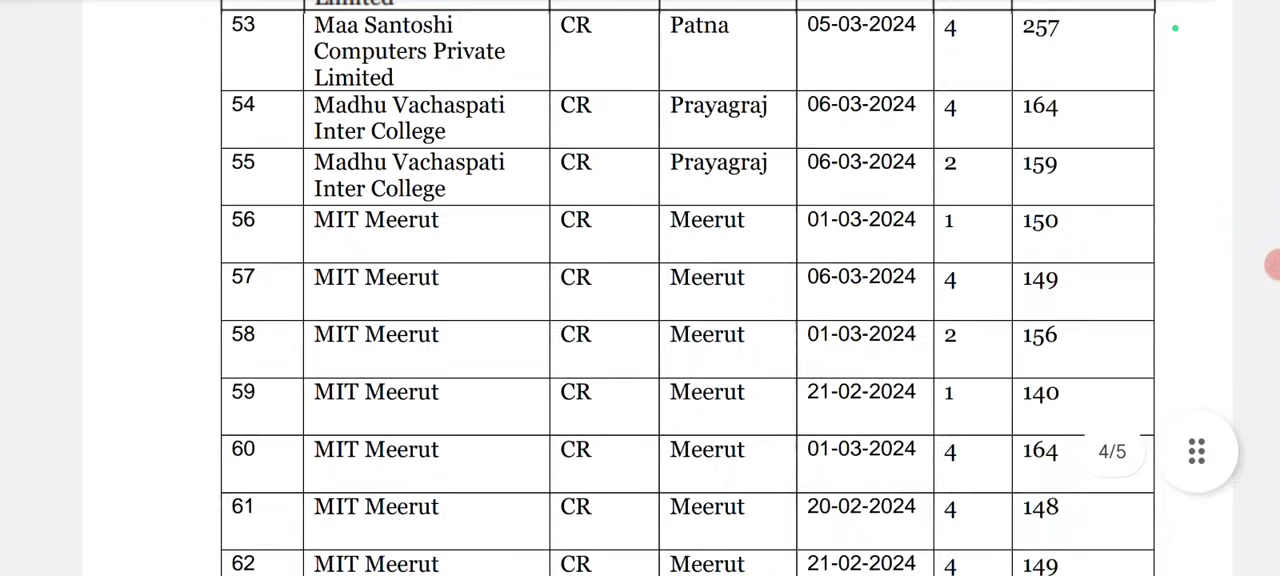 Limited
53 Maa Santoshi CR Patna 05-03-2024 4 257
Computers Private
Limited
54 Madhu Vachaspati CR Prayagraj 06-03-2024 4 164
Inter College
55 Madhu Vachaspati CR Prayagraj 06-03-2024 2 159
Inter College
56 MIT Meerut CR Meerut 01-03-2024 1 150
57 MIT Meerut CR Meerut 06-03-2024 4 149
58 MIT Meerut CR Meerut 01-03-2024 2 156
59 MIT Meerut CR Meerut 21-02-2024 1 140
60 MIT Meerut CR Meerut 01-03-2024 4 164 4/5
61 MIT Meerut CR Meerut 20-02-2024 4 148
62 MIT Meerut CR Meerut 21-02-2024 4 149